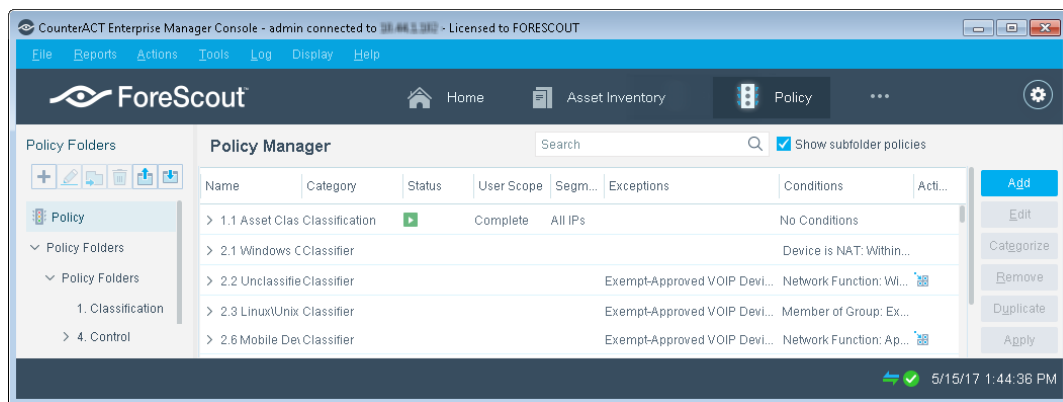 CounterACT Enterprise Manager Console - admin connected to - Licensed to FORESCOUT
File Reports Actions Tools Log Display Help
ForeScout Home Asset Inventory Policy •••
Policy Folders
Policy
Policy Folders
Policy Folders
1. Classification
4. Control
Policy Manager Search Show subfolder policies
Name Category Status User Scope Segm... Exceptions Conditions Acti...
1.1 Asset Clas Classification Complete All IPs No Conditions
2.1 Windows C Classifier Device is NAT: Within...
2.2 Unclassifie Classifier Exempt-Approved VOIP Devi... Network Function: Wi...
2.3 Linux\Unix Classifier Exempt-Approved VOIP Devi... Member of Group: Ex...
2.6 Mobile Dev Classifier Exempt-Approved VOIP Devi... Network Function: Ap...
Add
Edit
Categorize
Remove
Duplicate
Apply
5/15/17 1:44:36 PM